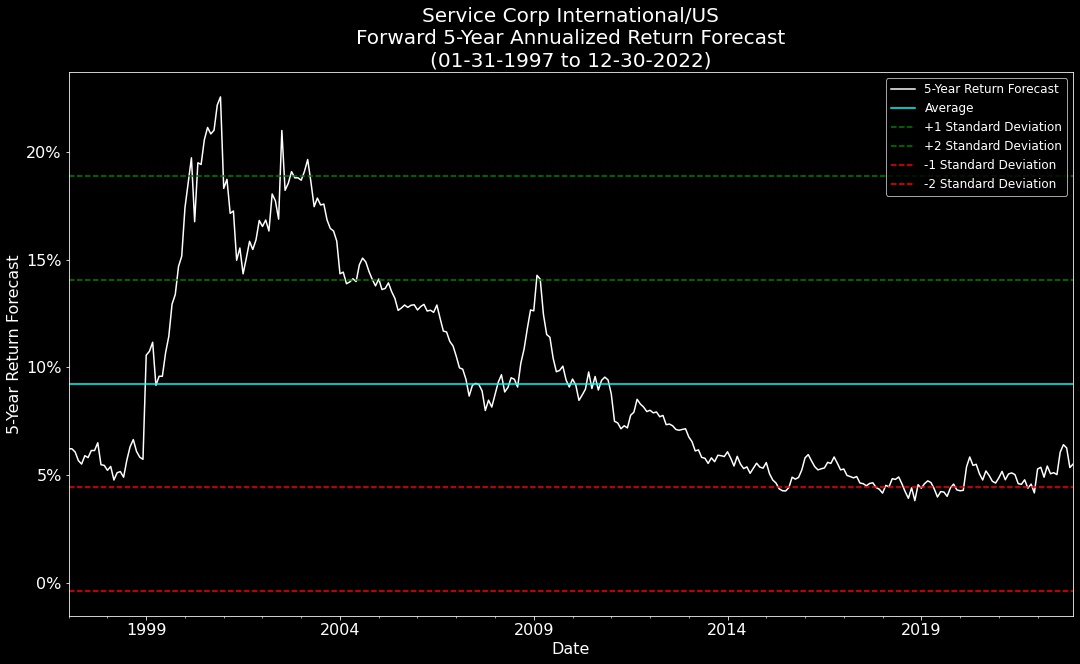 Service Corp International/US
Forward 5-Year Annualized Return Forecast
(01-31-1997 to 12-30-2022)
5-Year Return Forecast
Average
+1 Standard Deviation
+2 Standard Deviation
-1 Standard Deviation
-2 Standard Deviation
5-Year Return Forecast
20%
15%
10%
5%
0%
1999
2004
2009
2014
2019
Date